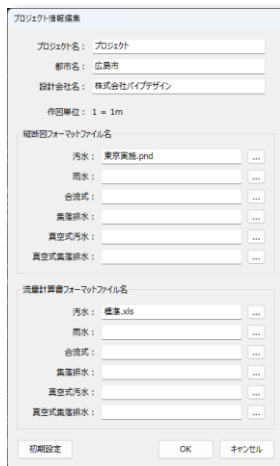 プロジェクト情報編集
プロジェクト名： プロジェクト
都市名： 広島市
設計会社名： 株式会社パイプデザイン
作図単位： 1 = 1m
縦断図フォーマットファイル名
汚水： 東京実施.pnd ...
雨水： ...
合流式： ...
集落排水： ...
真空式汚水： ...
真空式集落排水： ...
流量計算書フォーマットファイル名
汚水： 標準.xls ...
雨水： ...
合流式： ...
集落排水： ...
真空式汚水： ...
真空式集落排水： ...
初期設定 OK キャンセル